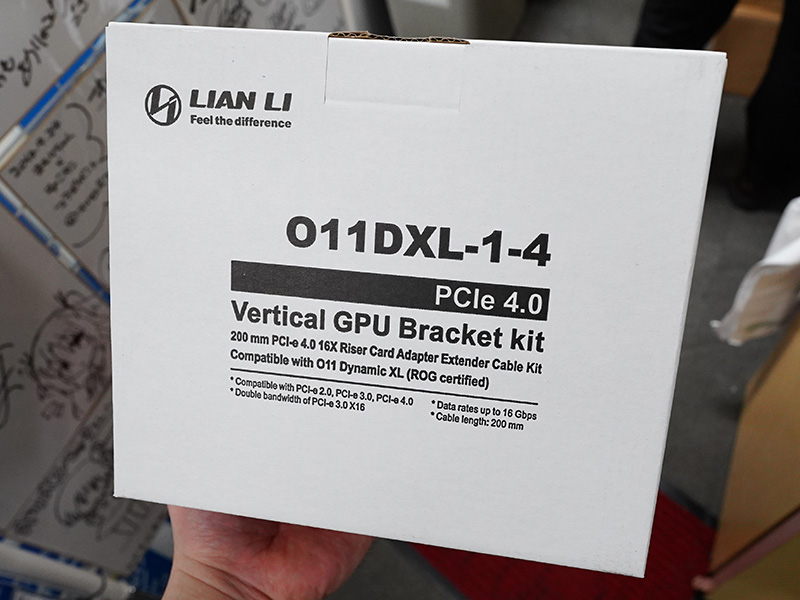 LIAN LI
Feel the difference
O11DXL-1-4
PCIe 4.0
Vertical GPU Bracket kit
200 mm PCI-e 4.0 16X Riser Card Adapter Extender Cable Kit
Compatible with O11 Dynamic XL (ROG certified)
* Compatible with PCI-e 2.0, PCI-e 3.0, PCI-e 4.0
* Double bandwidth of PCI-e 3.0 X16
* Data rates up to 16 Gbps
* Cable length: 200 mm